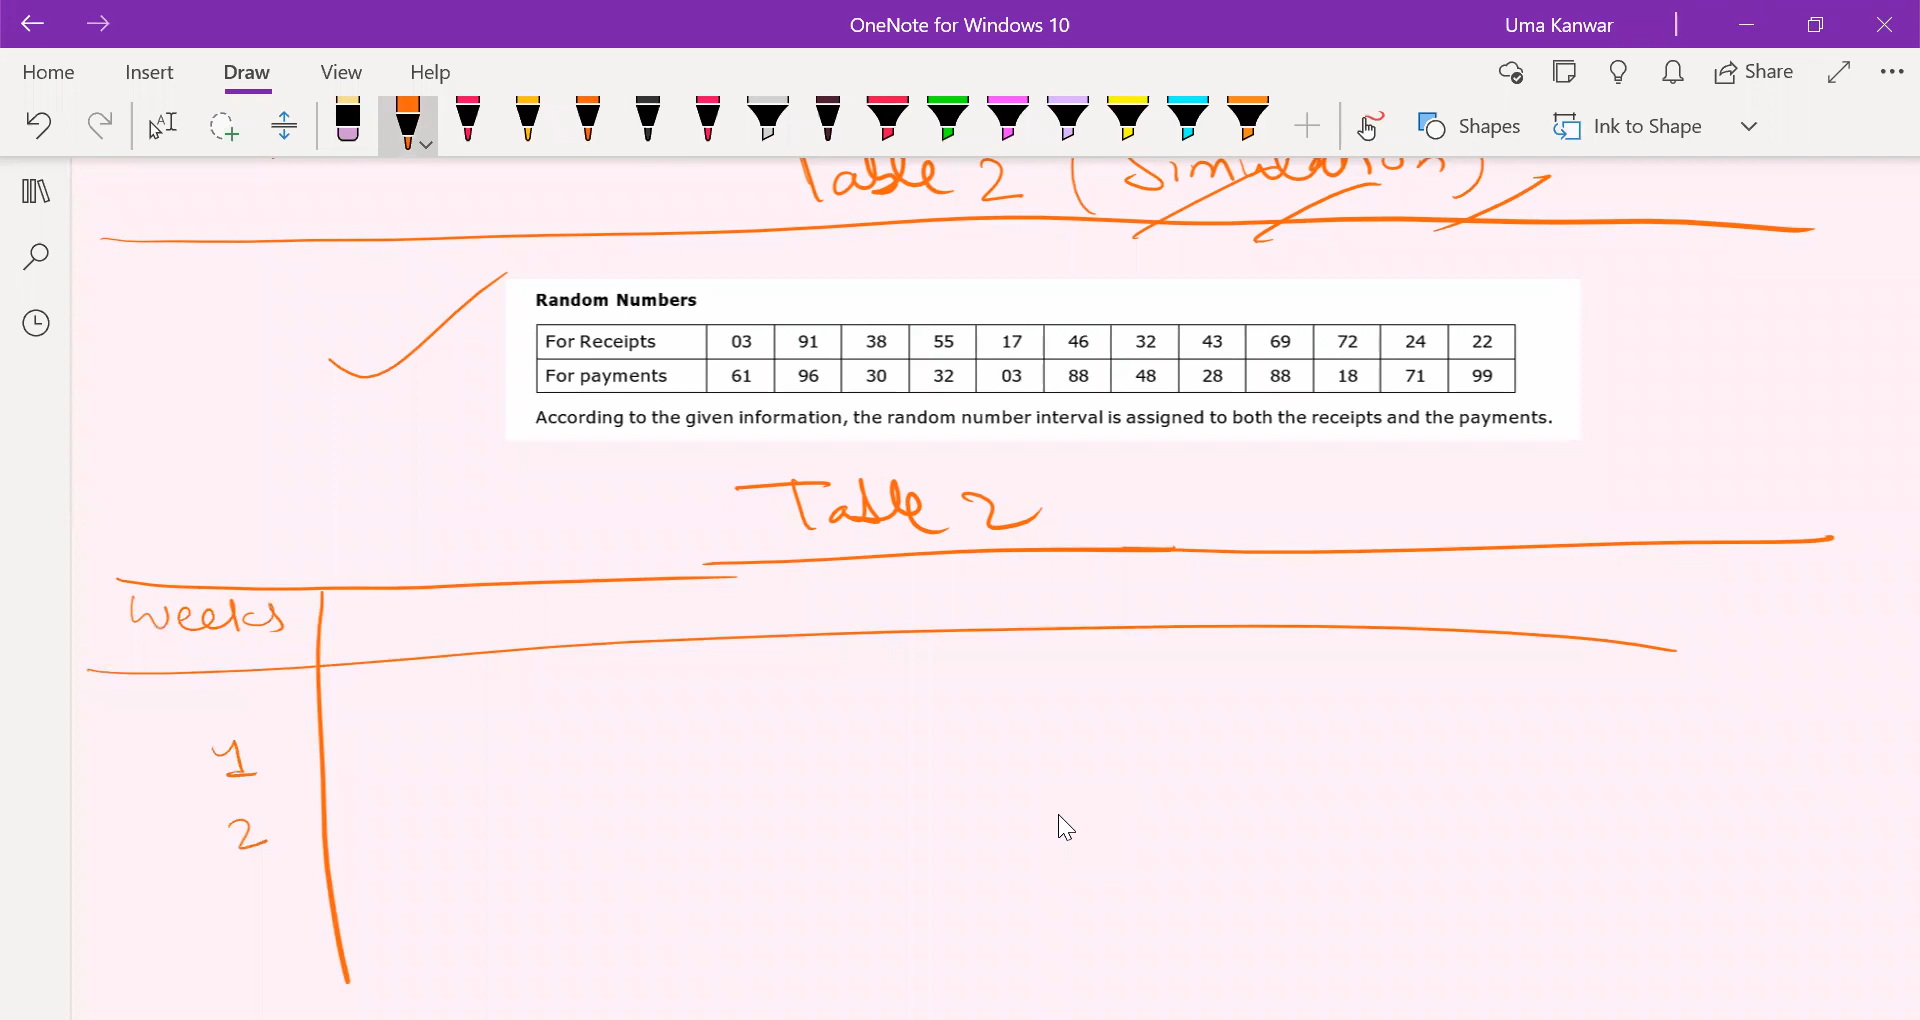 OneNote for Windows 10
Uma Kanwar
Home Insert Draw View Help
Share
Shapes
Ink to Shape
Table 2 (Simulation)
Random Numbers
For Receipts 03 91 38 55 17 46 32 43 69 72 24 22
For payments 61 96 30 32 03 88 48 28 88 18 71 99
According to the given information, the random number interval is assigned to both the receipts and the payments.
Table 2
Weeks
1
2